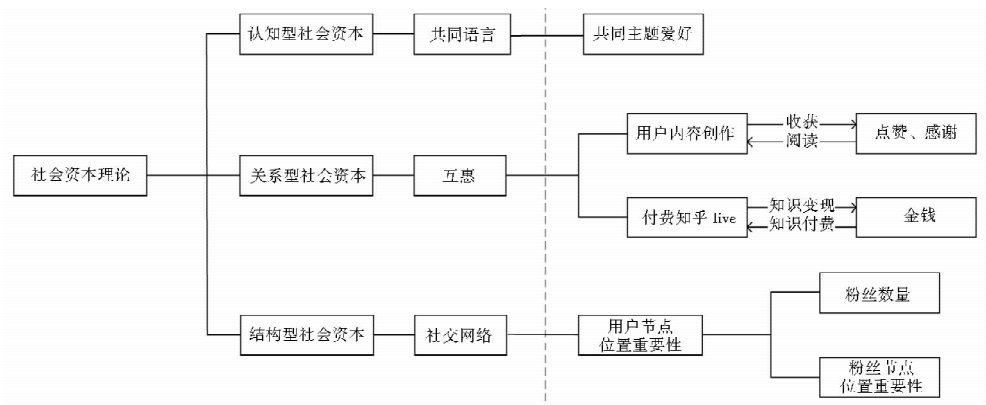 认知型社会资本
共同语言
共同主题爱好
用户内容创作
收获
阅读
点赞、感谢
社会资本理论
关系型社会资本
互惠
付费知乎 live
知识变现
知识付费
金钱
粉丝数量
结构型社会资本
社交网络
用户节点
位置重要性
粉丝节点
位置重要性